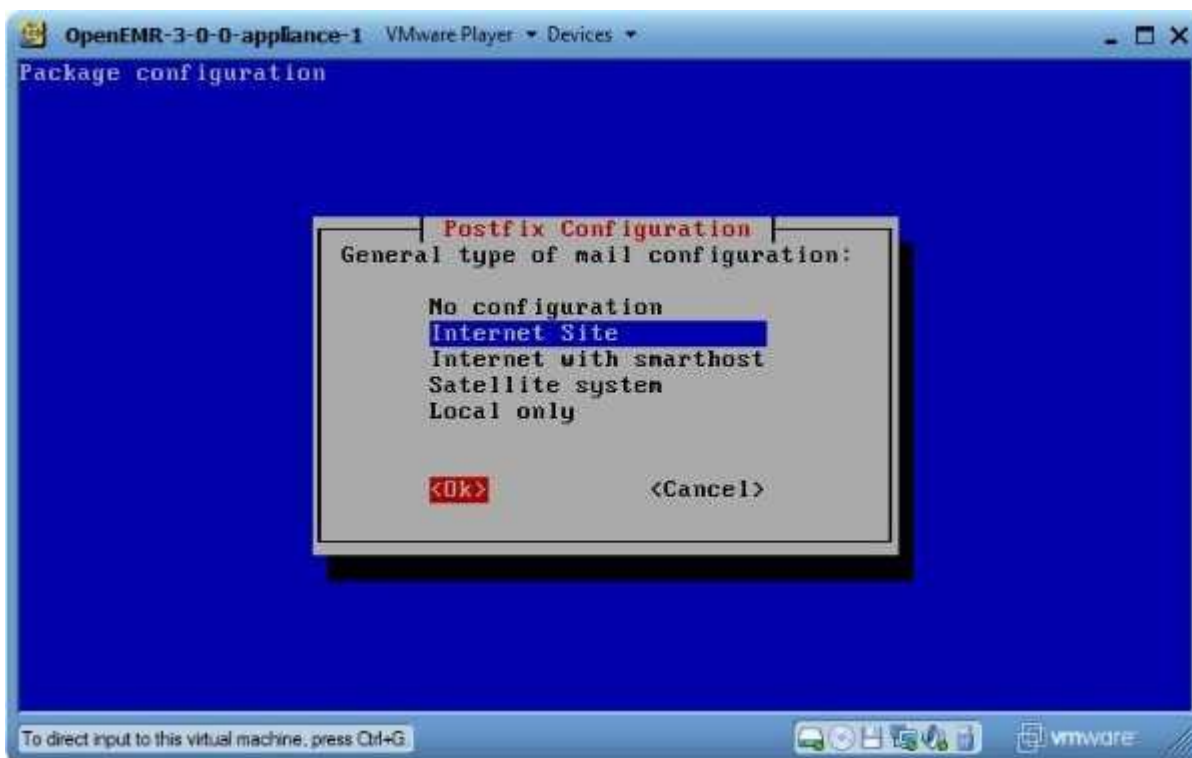 OpenEMR-3-0-0-appliance-1 VMware Player Devices
Package configuration
Postfix Configuration
General type of mail configuration:
No configuration
Internet Site
Internet with smarthost
Satellite system
Local only
<Ok> <Cancel>
To direct input to this virtual machine, press Ctrl+G
vmware